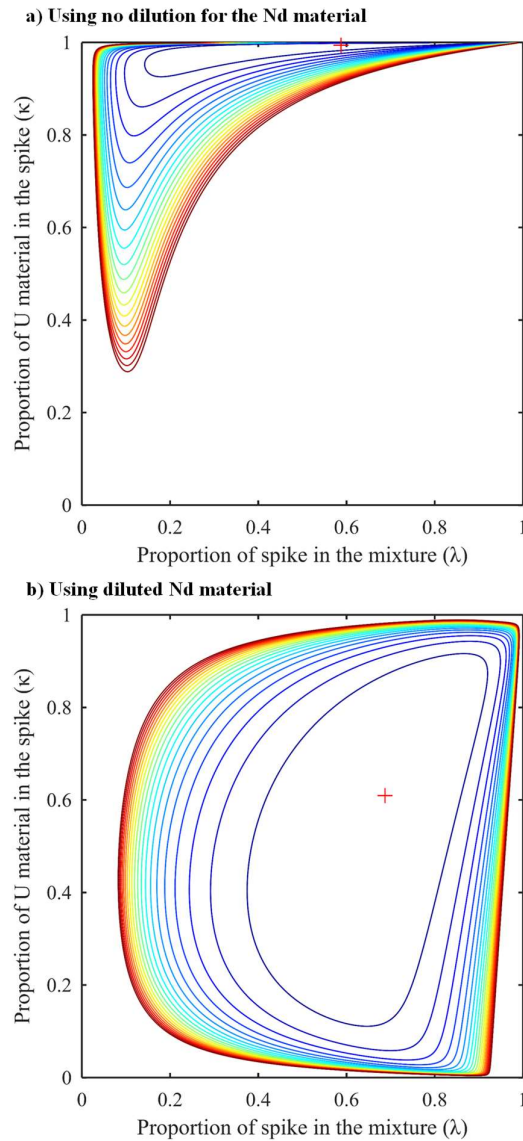 a) Using no dilution for the Nd material
1
0.8
0.6
0.4
0.2
0
Proportion of U material in the spike (κ)
0 0.2 0.4 0.6 0.8 1
Proportion of spike in the mixture (λ)
b) Using diluted Nd material
1
0.8
0.6
0.4
0.2
0
Proportion of U material in the spike (κ)
0 0.2 0.4 0.6 0.8 1
Proportion of spike in the mixture (λ)